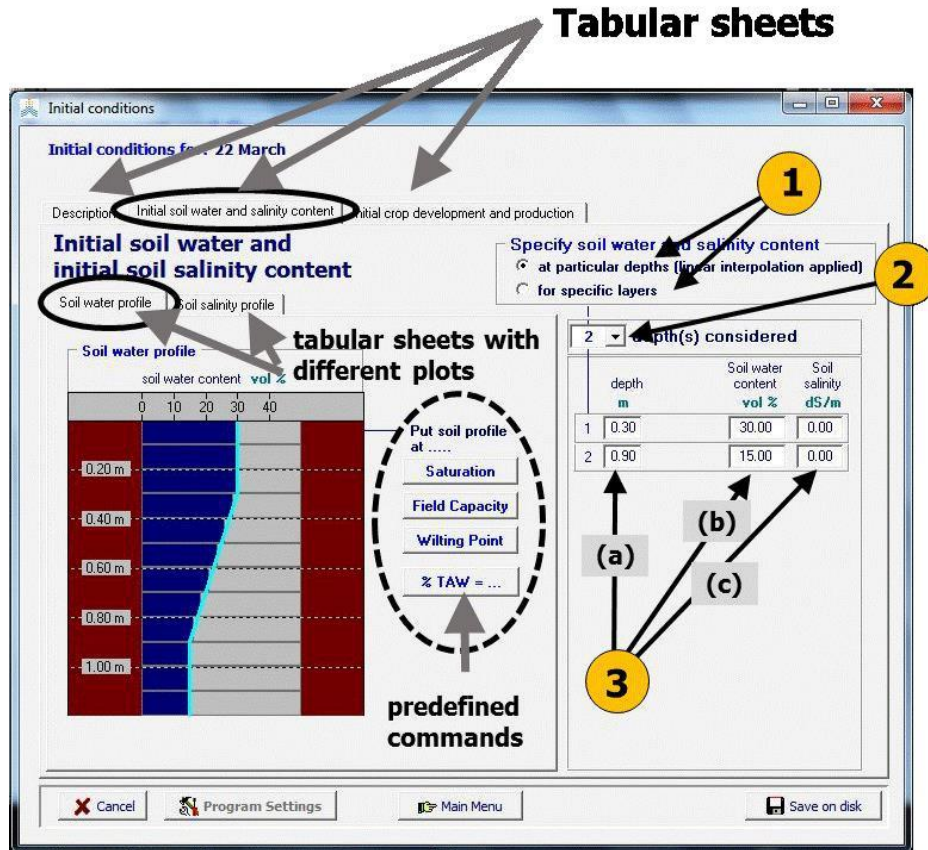 Tabular sheets
Initial conditions
Initial conditions for: 22 March
1
Description
Initial soil water and salinity content
Initial crop development and production
Initial soil water and
initial soil salinity content
Specify soil water and salinity content
at particular depths (linear interpolation applied)
for specific layers
2
Soil water profile
Soil salinity profile
tabular sheets with
different plots
2 depth(s) considered
Soil water profile
soil water content vol %
0 10 20 30 40
depth
m
Soil water
content
vol %
Soil
salinity
dS/m
1 0.30 30.00 0.00
2 0.90 15.00 0.00
Put soil profile
at .....
Saturation
Field Capacity
Wilting Point
% TAW = ...
0.20 m
0.40 m
0.60 m
0.80 m
1.00 m
(a)
(b)
(c)
3
predefined
commands
Cancel
Program Settings
Main Menu
Save on disk